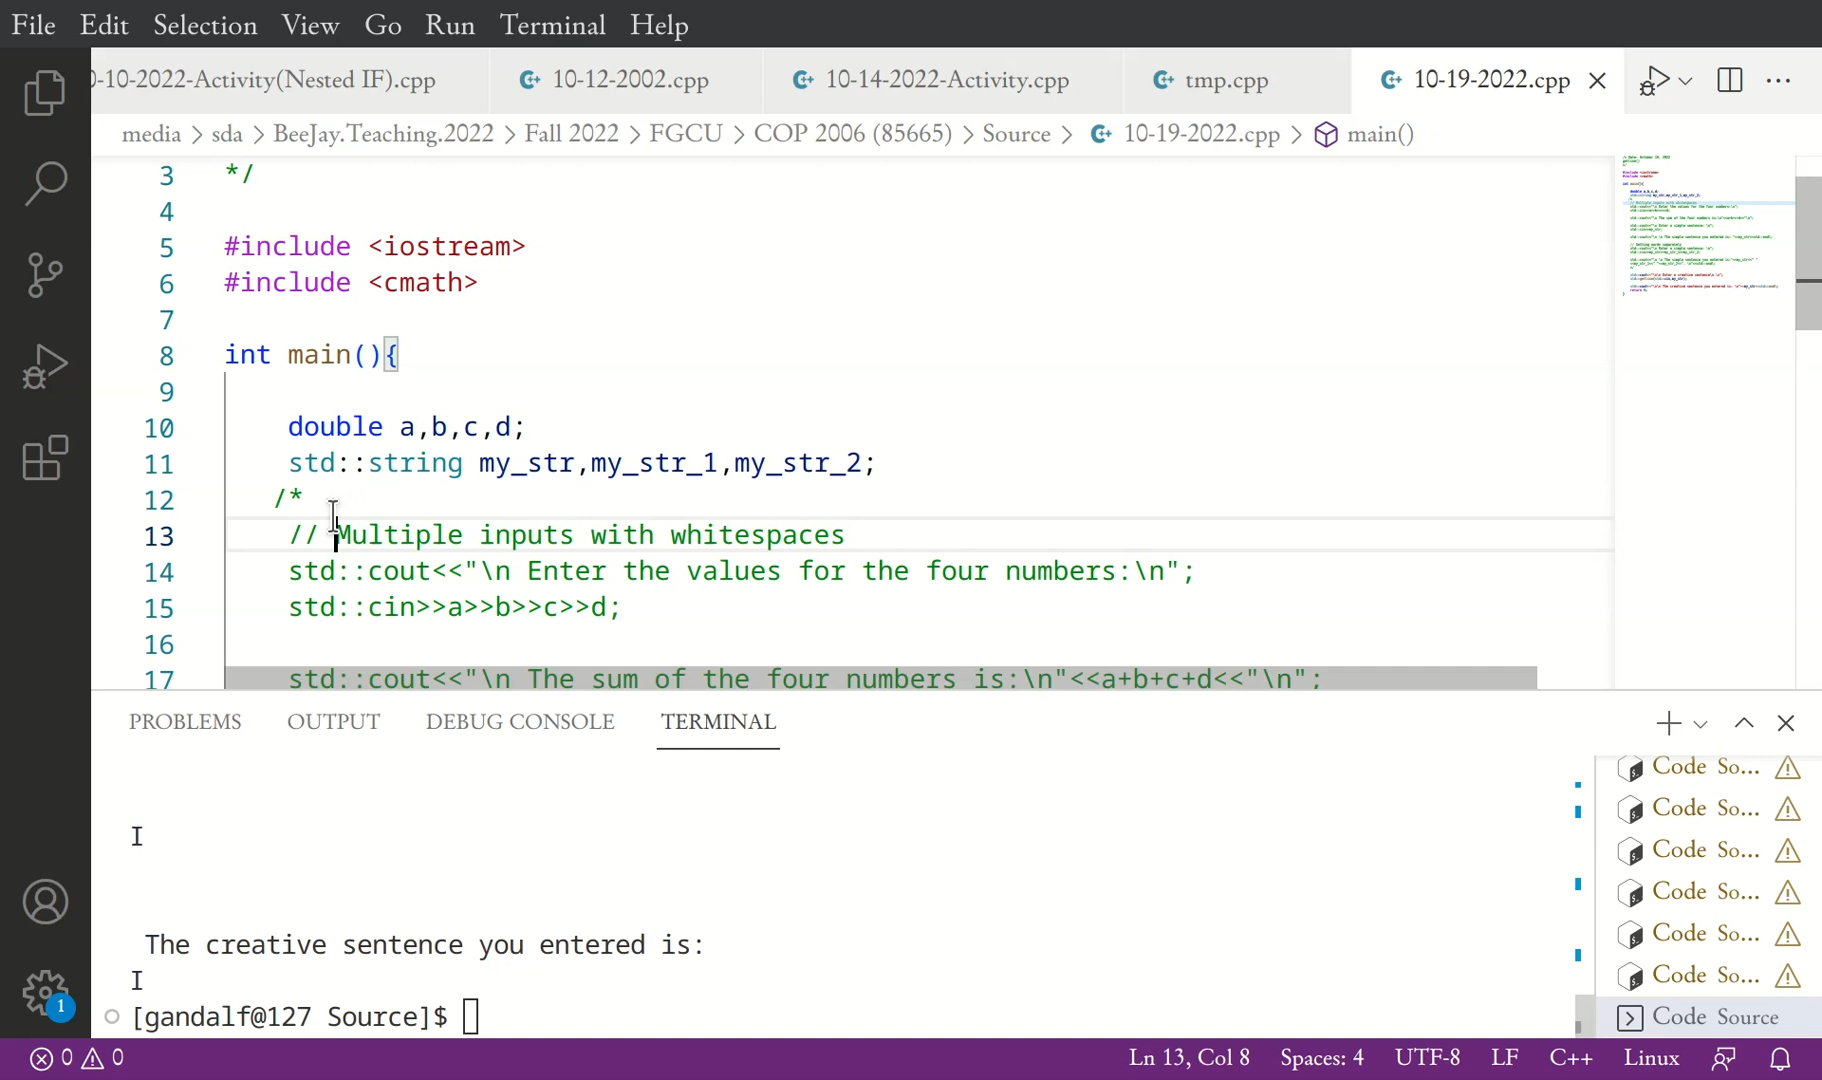 File Edit Selection View Go Run Terminal Help
0-10-2022-Activity(Nested IF).cpp 10-12-2002.cpp 10-14-2022-Activity.cpp tmp.cpp 10-19-2022.cpp
media > sda > BeeJay.Teaching.2022 > Fall 2022 > FGCU > COP 2006 (85665) > Source > 10-19-2022.cpp > main()
3 */
4
5 #include <iostream>
6 #include <cmath>
7
8 int main(){
9
10 double a,b,c,d;
11 std::string my_str,my_str_1,my_str_2;
12 /*
13 // Multiple inputs with whitespaces
14 std::cout<<"\n Enter the values for the four numbers:\n";
15 std::cin>>a>>b>>c>>d;
16
17 std::cout<<"\n The sum of the four numbers is:\n"<<a+b+c+d<<"\n";
PROBLEMS OUTPUT DEBUG CONSOLE TERMINAL
I
The creative sentence you entered is:
I
[gandalf@127 Source]$
Code So...
Code So...
Code So...
Code So...
Code So...
Code So...
Code Source
1
0 0 Ln 13, Col 8 Spaces: 4 UTF-8 LF C++ Linux